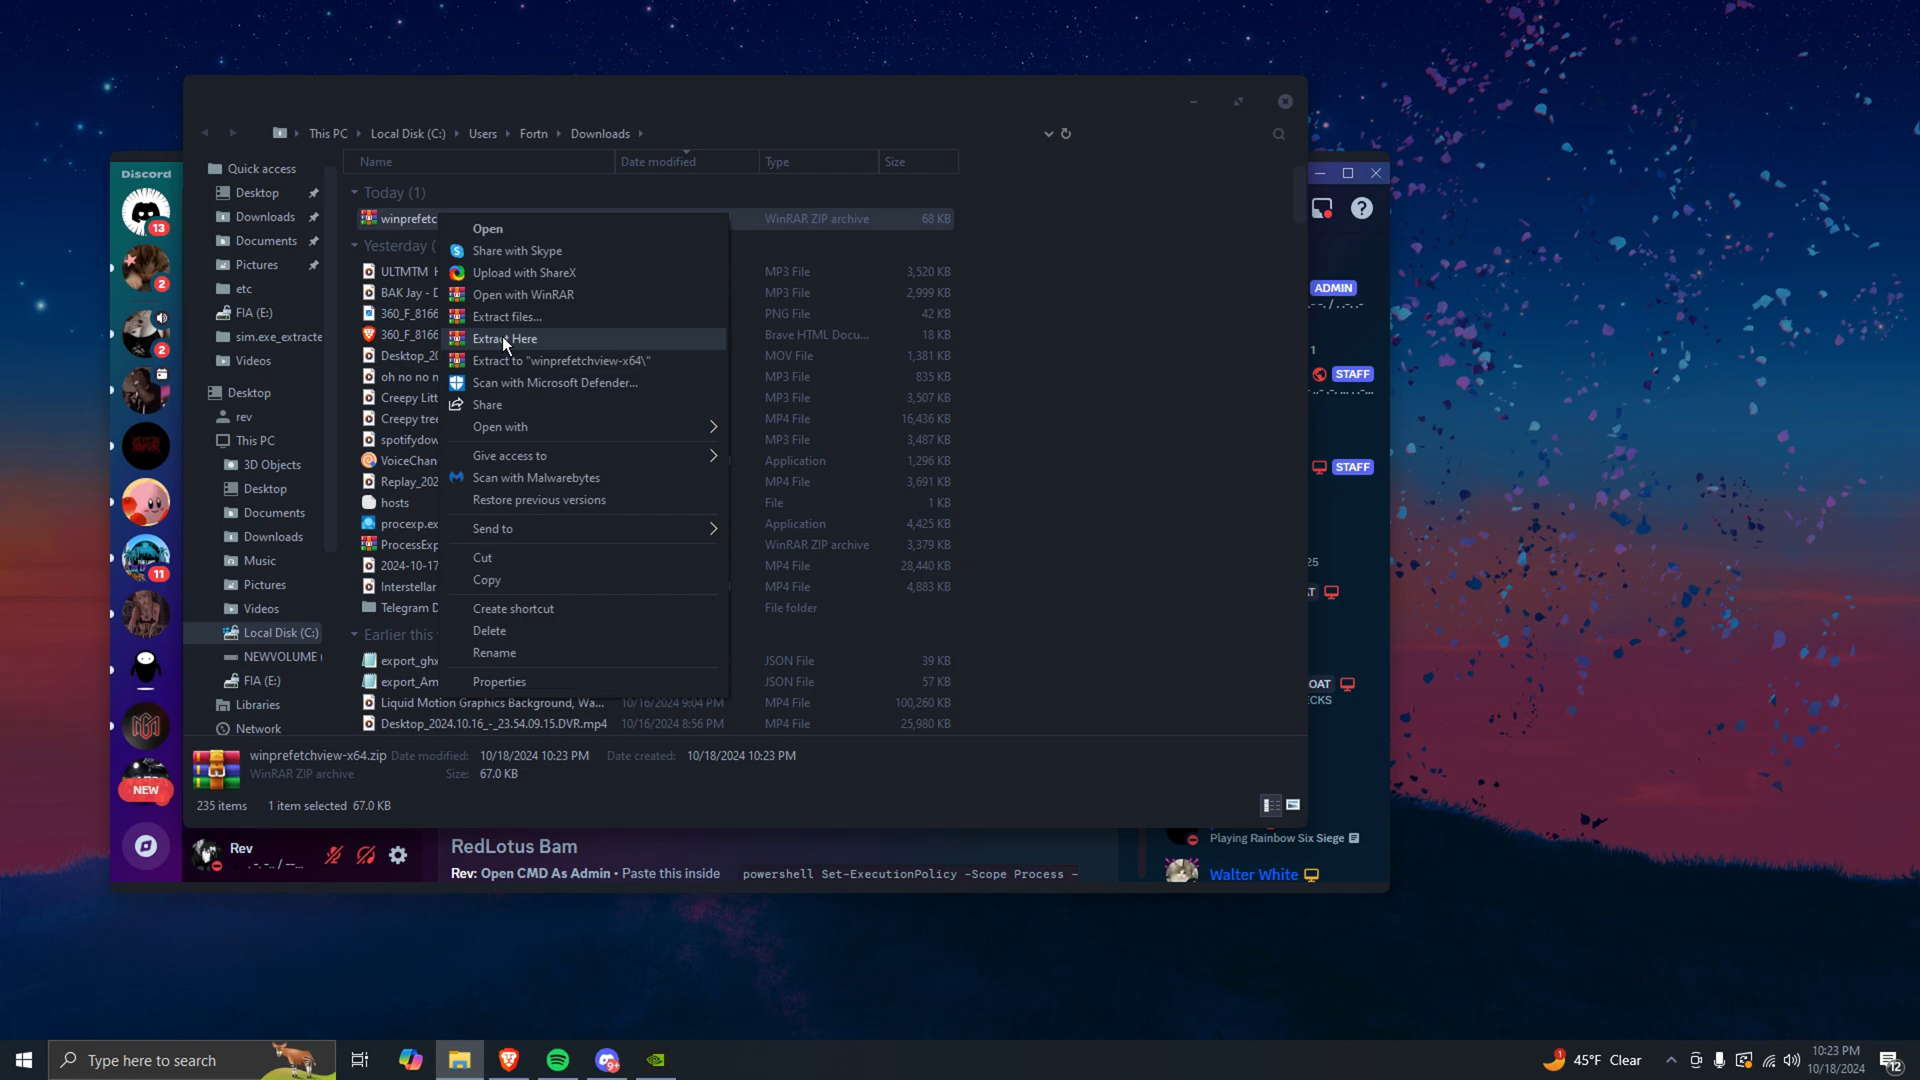 Discord
13
2
2
11
NEW
This PC
Local Disk (C:)
Users
Fortn
Downloads
Quick access
Desktop
Downloads
Documents
Pictures
etc
FIA (E:)
sim.exe_extracte
Videos
Desktop
rev
This PC
3D Objects
Desktop
Documents
Downloads
Music
Pictures
Videos
Local Disk (C:)
NEWVOLUME (
FIA (E:)
Libraries
Network
Name Date modified Type Size
Today (1)
winprefetc WinRAR ZIP archive 68 KB
Yesterday (
ULTMTM MP3 File 3,520 KB
BAK Jay - MP3 File 2,999 KB
360_F_8166 PNG File 42 KB
360_F_8166 Brave HTML Docu... 18 KB
Desktop_20 MOV File 1,381 KB
oh no no n MP3 File 835 KB
Creepy Litt MP3 File 3,507 KB
Creepy tree MP4 File 16,436 KB
spotifydow MP3 File 3,487 KB
VoiceChan Application 1,296 KB
Replay_202 MP4 File 3,691 KB
hosts File 1 KB
procexp.ex Application 4,425 KB
ProcessExp WinRAR ZIP archive 3,379 KB
2024-10-17 MP4 File 28,440 KB
Interstellar MP4 File 4,883 KB
Telegram D File folder
Earlier this
export_ghx JSON File 39 KB
export_Am JSON File 57 KB
Liquid Motion Graphics Background, Wa... 10/16/2024 9:04 PM MP4 File 100,260 KB
Desktop_2024.10.16_-_23.54.09.15.DVR.mp4 10/16/2024 8:56 PM MP4 File 25,980 KB
Open
Share with Skype
Upload with ShareX
Open with WinRAR
Extract files...
Extract Here
Extract to "winprefetchview-x64\"
Scan with Microsoft Defender...
Share
Open with
Give access to
Scan with Malwarebytes
Restore previous versions
Send to
Cut
Copy
Create shortcut
Delete
Rename
Properties
winprefetchview-x64.zip Date modified: 10/18/2024 10:23 PM Date created: 10/18/2024 10:23 PM
WinRAR ZIP archive Size: 67.0 KB
235 items 1 item selected 67.0 KB
ADMIN
1
STAFF
STAFF
25
OAT
ECKS
Playing Rainbow Six Siege
Walter White
Rev
RedLotus Bam
Rev: Open CMD As Admin • Paste this inside powershell Set-ExecutionPolicy -Scope Process -
Type here to search
9+
1
45°F Clear
10:23 PM
10/18/2024
12